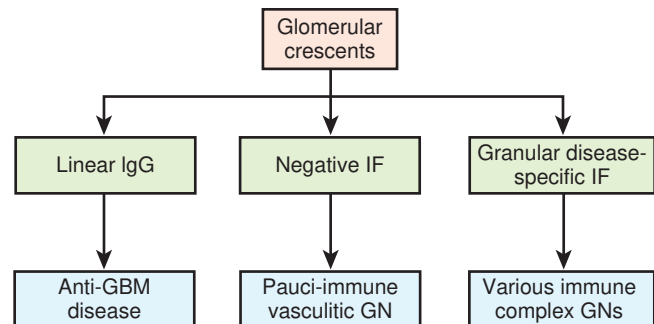 Glomerular
crescents
Linear IgG
Negative IF
Granular disease-
specific IF
Anti-GBM
disease
Pauci-immune
vasculitic GN
Various immune
complex GNs